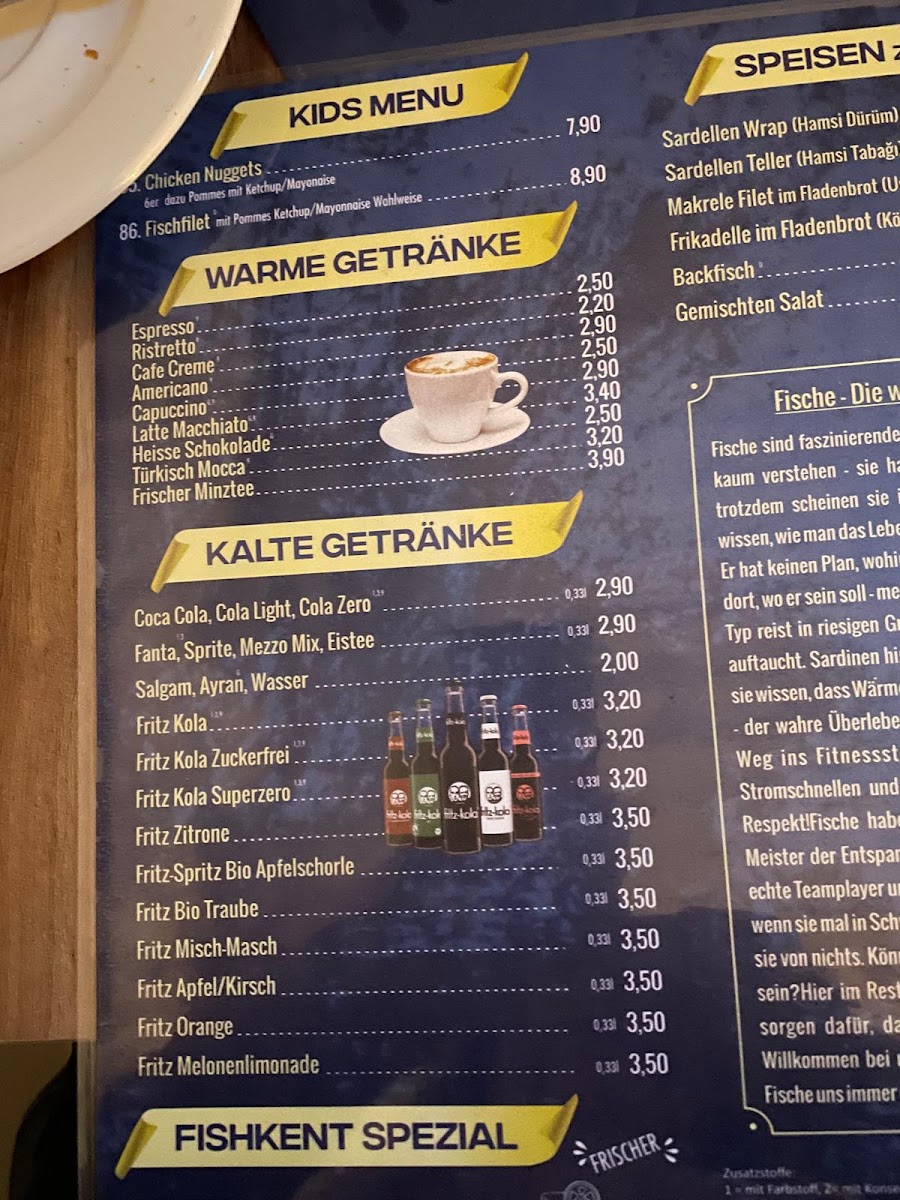 KIDS MENU
Chicken Nuggets 7,90
6er dazu Pommes mit Ketchup/Mayonaise
86. Fischfilet mit Pommes Ketchup/Mayonnaise Wahlweise 8,90
WARME GETRÄNKE
Espresso 2,50
Ristretto 2,20
Cafe Creme 2,90
Americano 2,50
Capuccino 2,90
Latte Macchiato 3,40
Heisse Schokolade 2,50
Türkisch Mocca 3,20
Frischer Minztee 3,90
KALTE GETRÄNKE
Coca Cola, Cola Light, Cola Zero 0,33l 2,90
Fanta, Sprite, Mezzo Mix, Eistee 0,33l 2,90
Salgam, Ayran, Wasser 2,00
Fritz Kola 0,33l 3,20
Fritz Kola Zuckerfrei 0,33l 3,20
Fritz Kola Superzero 0,33l 3,20
Fritz Zitrone 0,33l 3,50
Fritz-Spritz Bio Apfelschorle 0,33l 3,50
Fritz Bio Traube 0,33l 3,50
Fritz Misch-Masch 0,33l 3,50
Fritz Apfel/Kirsch 0,33l 3,50
Fritz Orange 0,33l 3,50
Fritz Melonenlimonade 0,33l 3,50
fritz-kola fritz-kola fritz-kola fritz-kola fritz-kola
FISHKENT SPEZIAL
FRISCHER
SPEISEN
Sardellen Wrap (Hamsi Dürüm)
Sardellen Teller (Hamsi Tabağı)
Makrele Filet im Fladenbrot
Frikadelle im Fladenbrot
Backfisch
Gemischten Salat
Fische - Die
Fische sind faszinierende
kaum verstehen - sie
trotzdem scheinen sie
wissen, wie man das
Er hat keinen Plan,
dort, wo er sein soll -
Typ reist in riesigen
auftaucht. Sardinen
sie wissen, dass
- der wahre
Weg ins
Stromschnellen und
Respekt!Fische
Meister der
echte Teamplayer
wenn sie mal in
sie von nichts.
sein?Hier im
sorgen dafür,
Willkommen bei
Fische uns immer
Zusatzstoffe:
1 = mit Farbstoff, 2= mit